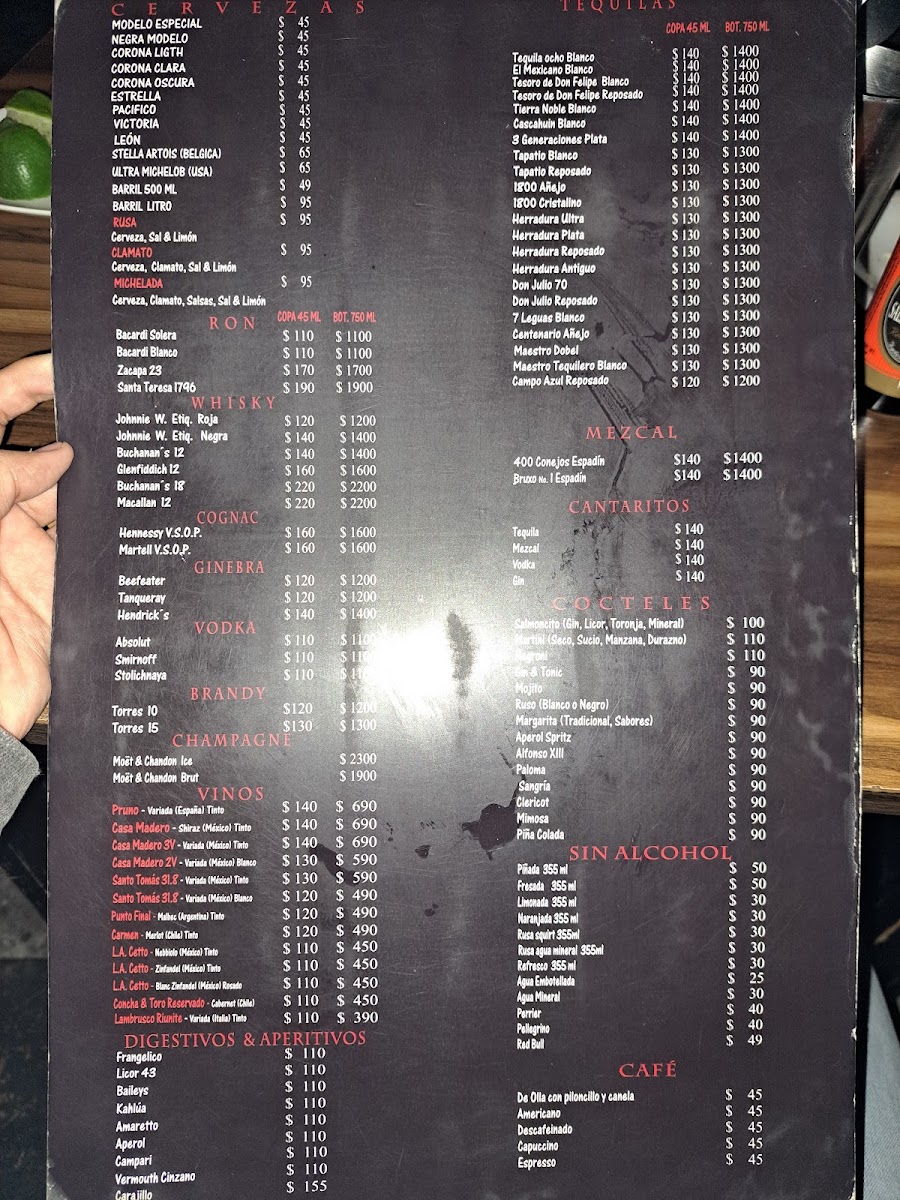 CERVEZAS
MODELO ESPECIAL $ 45
NEGRA MODELO $ 45
CORONA LIGTH $ 45
CORONA CLARA $ 45
CORONA OSCURA $ 45
ESTRELLA $ 45
PACIFICO $ 45
VICTORIA $ 45
LEÓN $ 45
STELLA ARTOIS (BELGICA) $ 65
ULTRA MICHELOB (USA) $ 65
BARRIL 500 ML $ 49
BARRIL LITRO $ 95
RUSA $ 95
Cerveza, Sal & Limón
CLAMATO $ 95
Cerveza, Clamato, Sal & Limón
MICHELADA $ 95
Cerveza, Clamato, Salsas, Sal & Limón
RON COPA 45 ML BOT. 750 ML
Bacardi Solera $ 110 $ 1100
Bacardi Blanco $ 110 $ 1100
Zacapa 23 $ 170 $ 1700
Santa Teresa 1796 $ 190 $ 1900
WHISKY
Johnnie W. Etiq. Roja $ 120 $ 1200
Johnnie W. Etiq. Negra $ 140 $ 1400
Buchanan´s 12 $ 140 $ 1400
Glenfiddich 12 $ 160 $ 1600
Buchanan´s 18 $ 220 $ 2200
Macallan 12 $ 220 $ 2200
COGNAC
Hennessy V.S.O.P. $ 160 $ 1600
Martell V.S.O.P. $ 160 $ 1600
GINEBRA
Beefeater $ 120 $ 1200
Tanqueray $ 120 $ 1200
Hendrick´s $ 140 $ 1400
VODKA
Absolut $ 110 $ 1100
Smirnoff $ 110 $
Stolichnaya $ 110 $
BRANDY
Torres 10 $120 $ 1200
Torres 15 $130 $ 1300
CHAMPAGNE
Moët & Chandon Ice $ 2300
Moët & Chandon Brut $ 1900
VINOS
Pruno - Variada (España) Tinto $ 140 $ 690
Casa Madero - Shiraz (México) Tinto $ 140 $ 690
Casa Madero 3V - Variada (México) Tinto $ 140 $ 690
Casa Madero 2V - Variada (México) Blanco $ 130 $ 590
Santo Tomás 31.8 - Variada (México) Tinto $ 130 $ 590
Santo Tomás 31.8 - Variada (México) Blanco $ 120 $ 490
Punto Final - Malbec (Argentina) Tinto $ 120 $ 490
Carmen - Merlot (Chile) Tinto $ 120 $ 490
L.A. Cetto - Nebbiolo (México) Tinto $ 110 $ 450
L.A. Cetto - Zinfandel (México) Tinto $ 110 $ 450
L.A. Cetto - Blanc Zinfandel (México) Rosado $ 110 $ 450
Concha & Toro Reservado - Cabernet (Chile) $ 110 $ 450
Lambrusco Riunite - Variada (Italia) Tinto $ 110 $ 390
DIGESTIVOS & APERITIVOS
Frangelico $ 110
Licor 43 $ 110
Baileys $ 110
Kahlúa $ 110
Amaretto $ 110
Aperol $ 110
Campari $ 110
Vermouth Cinzano $ 110
Carajillo $ 155
TEQUILAS
COPA 45 ML BOT. 750 ML
Tequila ocho Blanco $ 140 $ 1400
El Mexicano Blanco $ 140 $ 1400
Tesoro de Don Felipe Blanco $ 140 $ 1400
Tesoro de Don Felipe Reposado $ 140 $ 1400
Tierra Noble Blanco $ 140 $ 1400
Cascahuin Blanco $ 140 $ 1400
3 Generaciones Plata $ 140 $ 1400
Tapatio Blanco $ 130 $ 1300
Tapatio Reposado $ 130 $ 1300
1800 Añejo $ 130 $ 1300
1800 Cristalino $ 130 $ 1300
Herradura Ultra $ 130 $ 1300
Herradura Plata $ 130 $ 1300
Herradura Reposado $ 130 $ 1300
Herradura Antiguo $ 130 $ 1300
Don Julio 70 $ 130 $ 1300
Don Julio Reposado $ 130 $ 1300
7 Leguas Blanco $ 130 $ 1300
Centenario Añejo $ 130 $ 1300
Maestro Dobel $ 130 $ 1300
Maestro Tequilero Blanco $ 130 $ 1300
Campo Azul Reposado $ 120 $ 1200
MEZCAL
400 Conejos Espadín $140 $1400
Bruxo No. 1 Espadín $140 $1400
CANTARITOS
Tequila $ 140
Mezcal $ 140
Vodka $ 140
Gin $ 140
COCTELES
Salmoncito (Gin, Licor, Toronja, Mineral) $ 100
Martini (Seco, Sucio, Manzana, Durazno) $ 110
Negroni $ 110
Gin & Tonic $ 90
Mojito $ 90
Ruso (Blanco o Negro) $ 90
Margarita (Tradicional, Sabores) $ 90
Aperol Spritz $ 90
Alfonso XIII $ 90
Paloma $ 90
Sangría $ 90
Clericot $ 90
Mimosa $ 90
Piña Colada $ 90
SIN ALCOHOL
Piñada 355 ml $ 50
Fresada 355 ml $ 50
Limonada 355 ml $ 30
Naranjada 355 ml $ 30
Rusa squirt 355ml $ 30
Rusa agua mineral 355ml $ 30
Refresco 355 ml $ 30
Agua Embotellada $ 25
Agua Mineral $ 30
Perrier $ 40
Pellegrino $ 40
Red Bull $ 49
CAFÉ
De Olla con piloncillo y canela $ 45
Americano $ 45
Descafeinado $ 45
Capuccino $ 45
Espresso $ 45